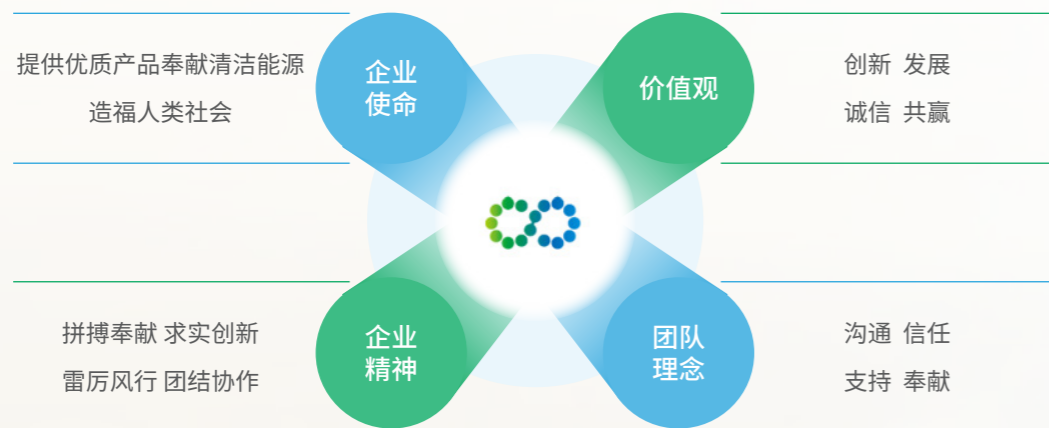 提供优质产品奉献清洁能源
造福人类社会
企业
使命
价值观
创新 发展
诚信 共赢
拼搏奉献 求实创新
雷厉风行 团结协作
企业
精神
团队
理念
沟通 信任
支持 奉献